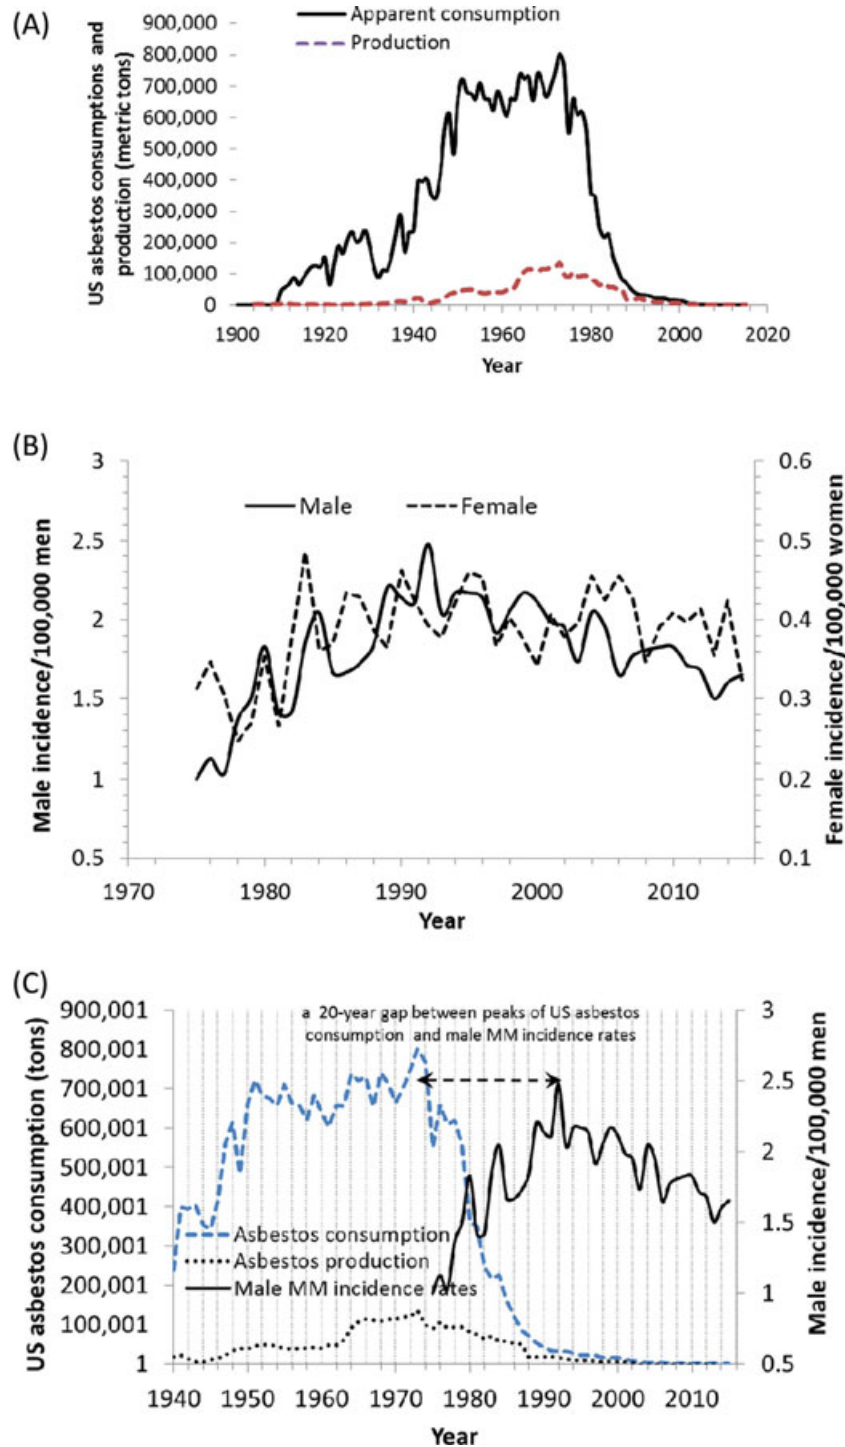 (A)
Apparent consumption
Production
US asbestos consumptions and
production (metric tons)
900,000
800,000
700,000
600,000
500,000
400,000
300,000
200,000
100,000
0
1900 1920 1940 1960 1980 2000 2020
Year
(B)
Male Female
Male incidence/100,000 men
3
2.5
2
1.5
1
0.5
0.6
0.5
0.4
0.3
0.2
0.1
Female incidence/100,000 women
1970 1980 1990 2000 2010
Year
(C)
a 20-year gap between peaks of US asbestos
consumption and male MM incidence rates
US asbestos consumption (tons)
900,001
800,001
700,001
600,001
500,001
400,001
300,001
200,001
100,001
1
Asbestos consumption
Asbestos production
Male MM incidence rates
3
2.5
2
1.5
1
0.5
Male incidence/100,000 men
1940 1950 1960 1970 1980 1990 2000 2010
Year